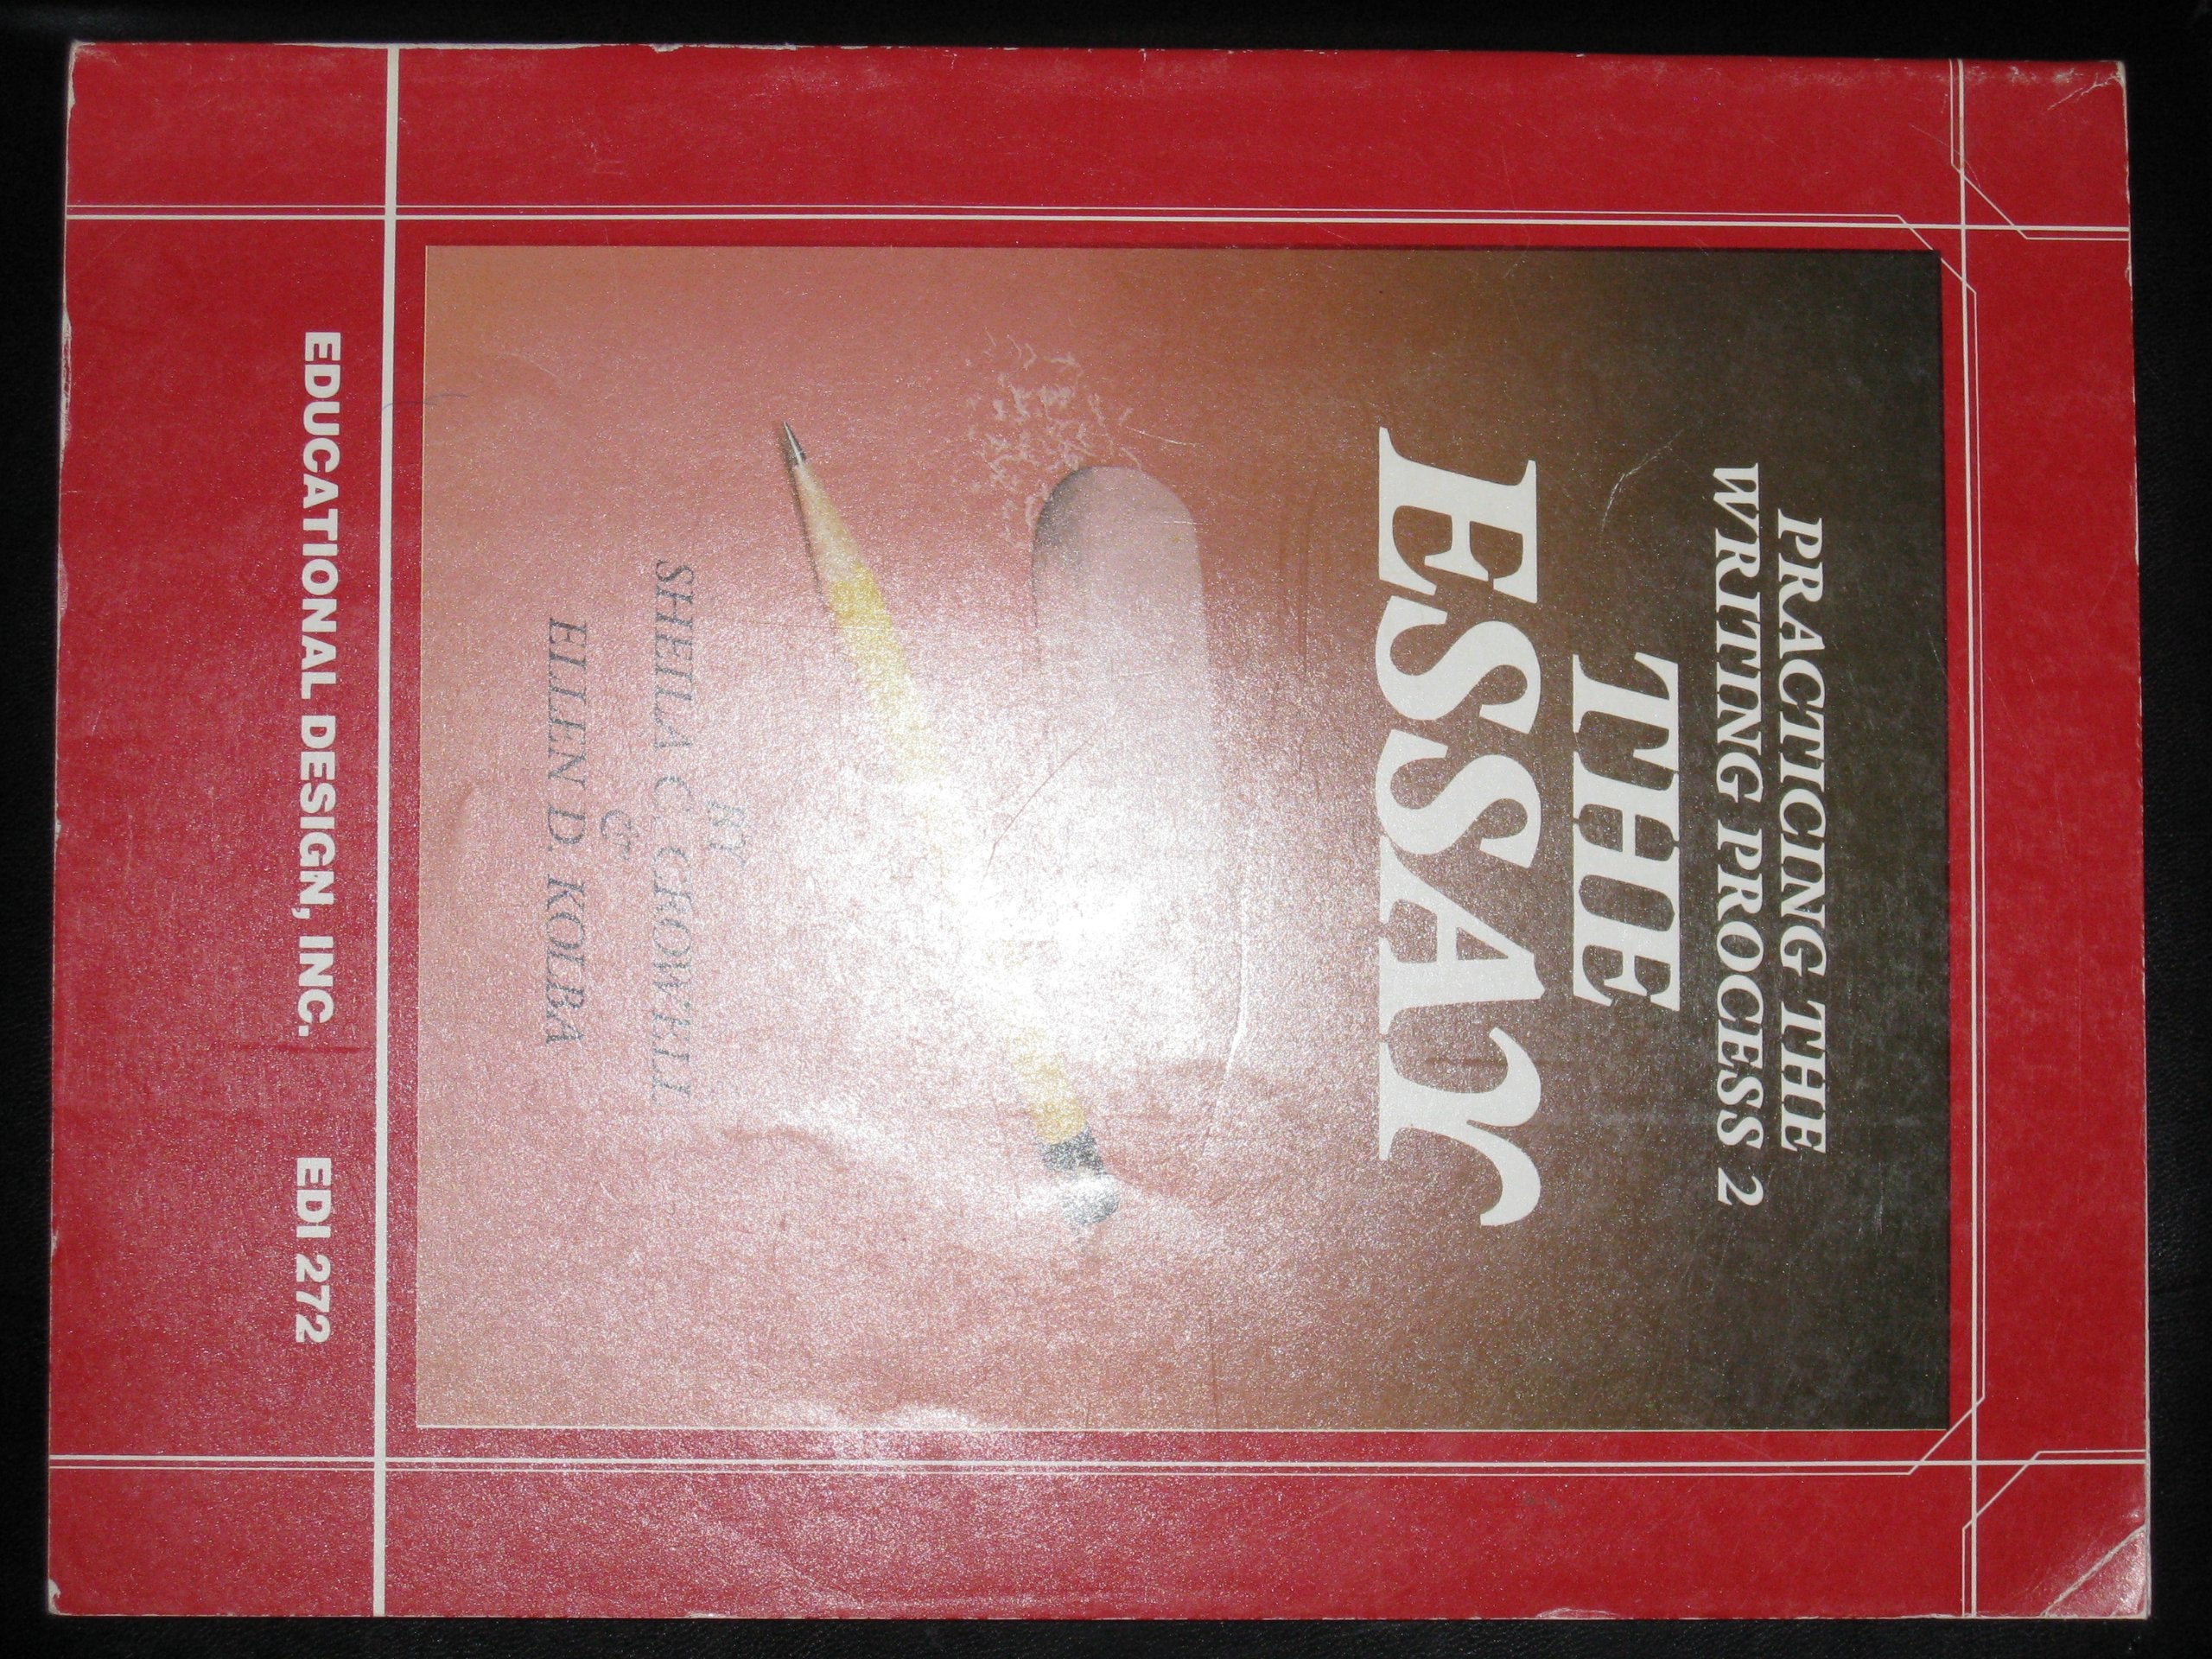 PRACTICING THE
WRITING PROCESS 2
THE
ESSAY
BY
SHEILA C. CROWELL
&
ELLEN D. KOLBA
EDUCATIONAL DESIGN, INC. EDI 272